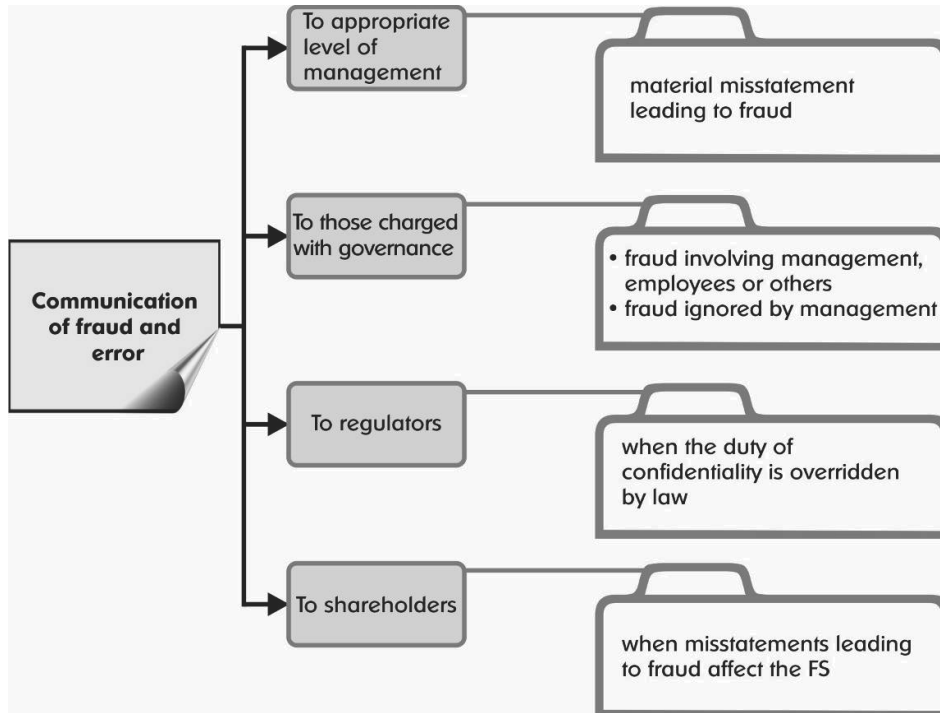 Communication
of fraud and
error
To appropriate
level of
management
material misstatement
leading to fraud
To those charged
with governance
• fraud involving management,
employees or others
• fraud ignored by management
To regulators
when the duty of
confidentiality is overridden
by law
To shareholders
when misstatements leading
to fraud affect the FS